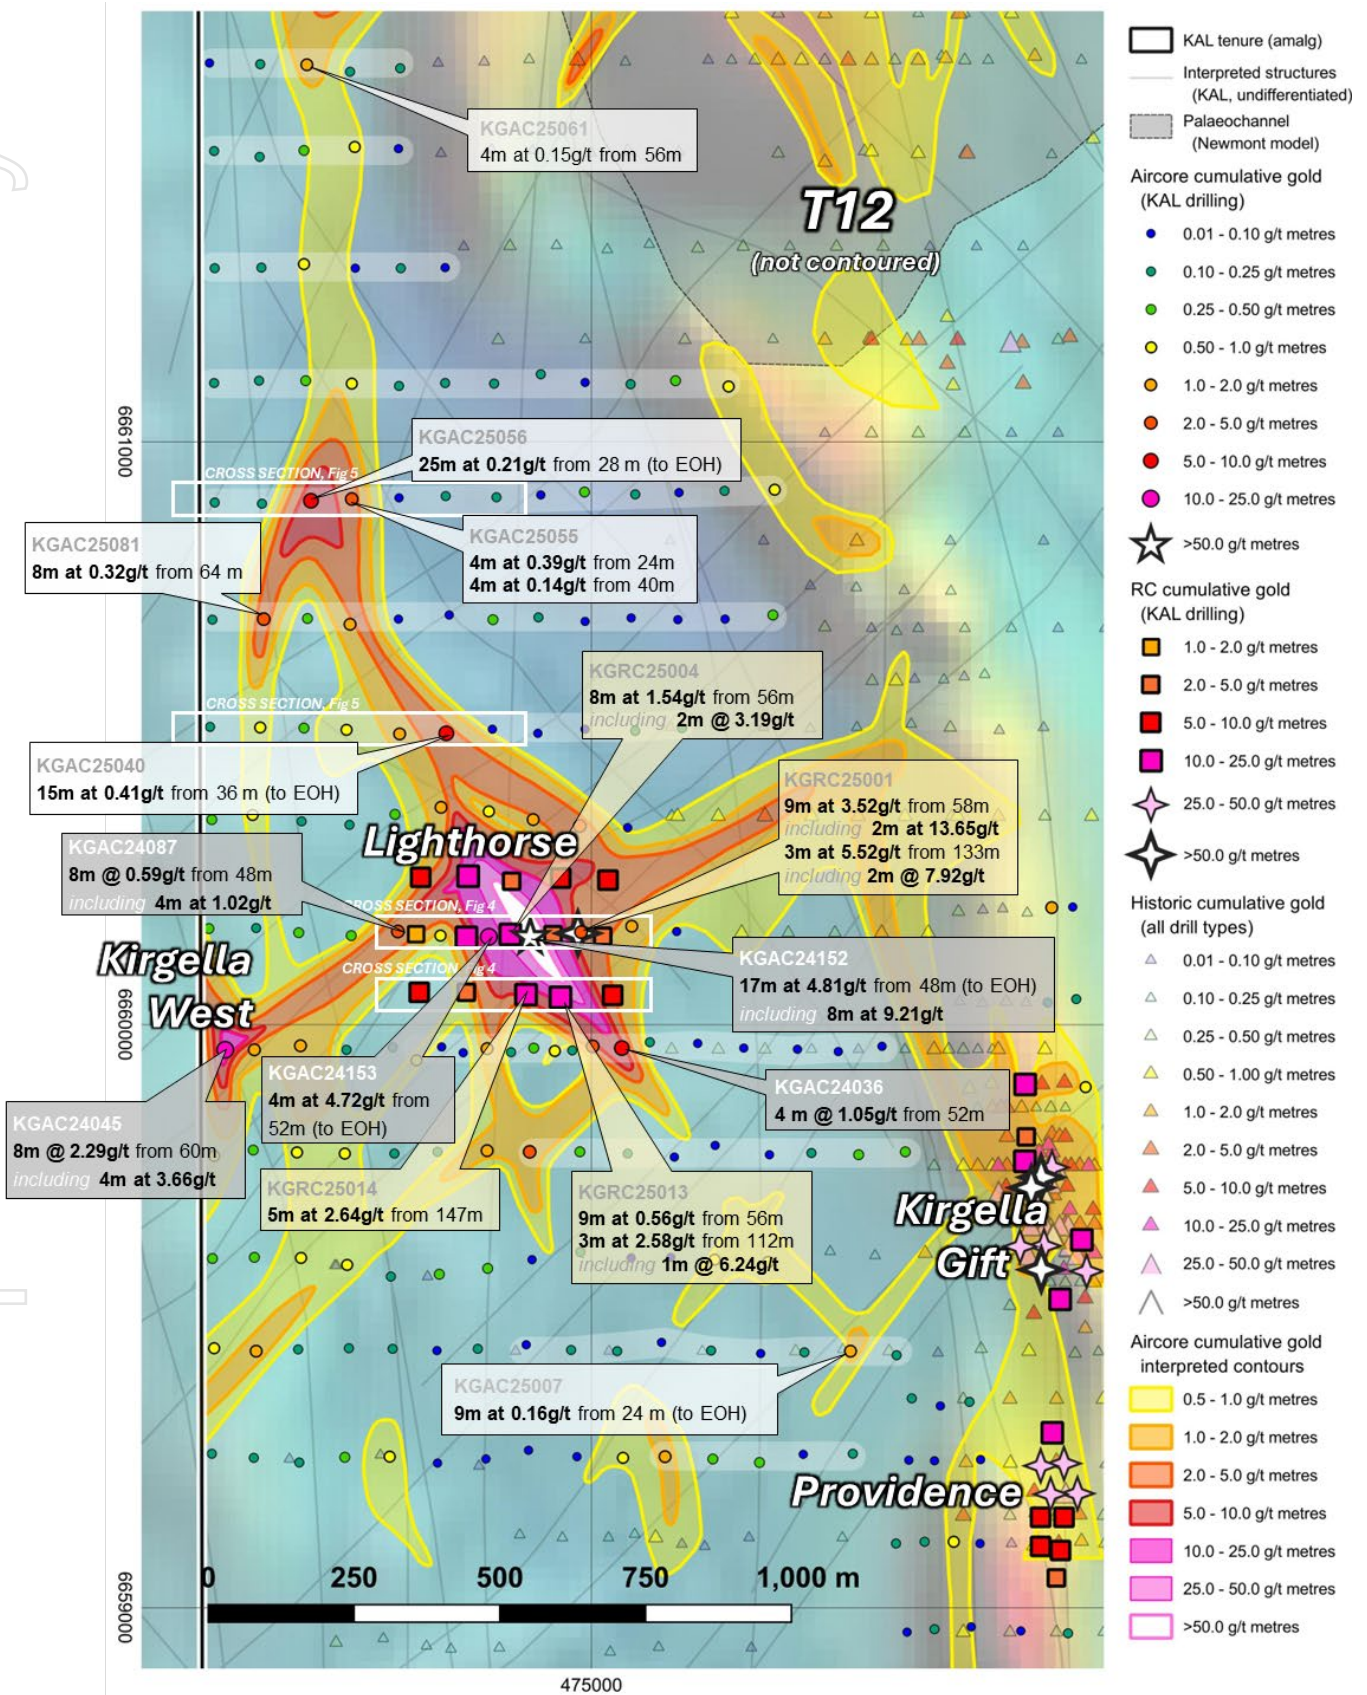 KGAC25061
4m at 0.15g/t from 56m
T12
(not contoured)
6661000
KGAC25056
25m at 0.21g/t from 28 m (to EOH)
CROSS SECTION, Fig 5
KGAC25081
8m at 0.32g/t from 64 m
KGAC25055
4m at 0.39g/t from 24m
4m at 0.14g/t from 40m
KGRC25004
8m at 1.54g/t from 56m
including 2m @ 3.19g/t
CROSS SECTION, Fig 5
KGAC25040
15m at 0.41g/t from 36 m (to EOH)
KGRC25001
9m at 3.52g/t from 58m
including 2m at 13.65g/t
3m at 5.52g/t from 133m
including 2m @ 7.92g/t
Lighthorse
KGAC24087
8m @ 0.59g/t from 48m
including 4m at 1.02g/t
CROSS SECTION, Fig 4
Kirgella
West
KGAC24152
17m at 4.81g/t from 48m (to EOH)
including 8m at 9.21g/t
CROSS SECTION, Fig 4
6660000
KGAC24153
4m at 4.72g/t from
52m (to EOH)
KGAC24036
4 m @ 1.05g/t from 52m
KGAC24045
8m @ 2.29g/t from 60m
including 4m at 3.66g/t
KGRC25014
5m at 2.64g/t from 147m
KGRC25013
9m at 0.56g/t from 56m
3m at 2.58g/t from 112m
including 1m @ 6.24g/t
Kirgella
Gift
KGAC25007
9m at 0.16g/t from 24 m (to EOH)
Providence
6659000
0 250 500 750 1,000 m
475000
KAL tenure (amalg)
Interpreted structures
(KAL, undifferentiated)
Palaeochannel
(Newmont model)
Aircore cumulative gold
(KAL drilling)
0.01 - 0.10 g/t metres
0.10 - 0.25 g/t metres
0.25 - 0.50 g/t metres
0.50 - 1.0 g/t metres
1.0 - 2.0 g/t metres
2.0 - 5.0 g/t metres
5.0 - 10.0 g/t metres
10.0 - 25.0 g/t metres
>50.0 g/t metres
RC cumulative gold
(KAL drilling)
1.0 - 2.0 g/t metres
2.0 - 5.0 g/t metres
5.0 - 10.0 g/t metres
10.0 - 25.0 g/t metres
25.0 - 50.0 g/t metres
>50.0 g/t metres
Historic cumulative gold
(all drill types)
0.01 - 0.10 g/t metres
0.10 - 0.25 g/t metres
0.25 - 0.50 g/t metres
0.50 - 1.00 g/t metres
1.0 - 2.0 g/t metres
2.0 - 5.0 g/t metres
5.0 - 10.0 g/t metres
10.0 - 25.0 g/t metres
25.0 - 50.0 g/t metres
>50.0 g/t metres
Aircore cumulative gold
interpreted contours
0.5 - 1.0 g/t metres
1.0 - 2.0 g/t metres
2.0 - 5.0 g/t metres
5.0 - 10.0 g/t metres
10.0 - 25.0 g/t metres
25.0 - 50.0 g/t metres
>50.0 g/t metres